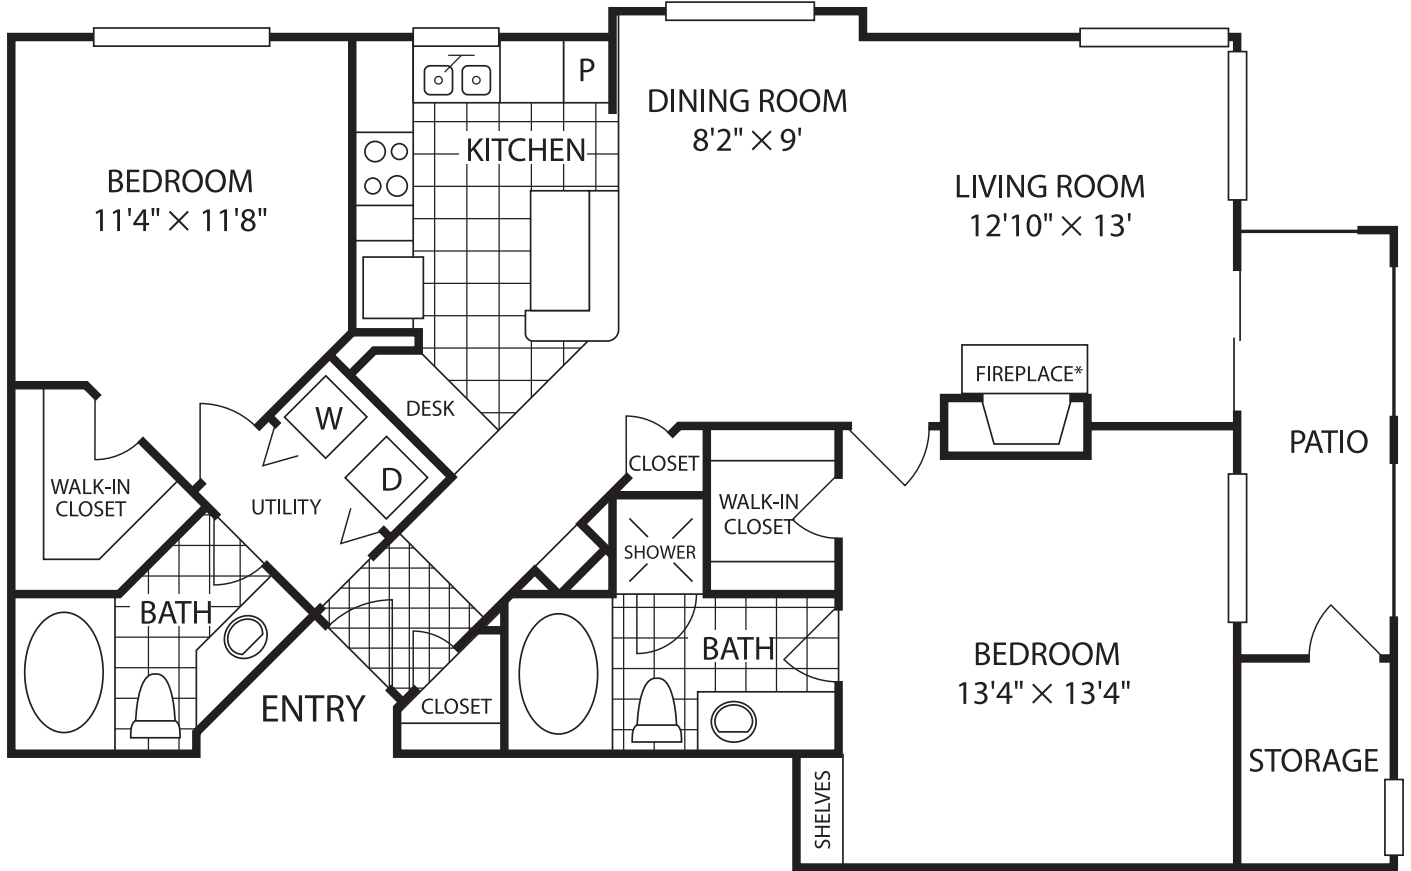 P
DINING ROOM
8'2" × 9'
KITCHEN
BEDROOM
11'4" × 11'8"
LIVING ROOM
12'10" × 13'
FIREPLACE*
DESK
W
D
PATIO
CLOSET
WALK-IN
CLOSET
UTILITY
WALK-IN
CLOSET
SHOWER
BATH
BATH
BEDROOM
13'4" × 13'4"
ENTRY
CLOSET
STORAGE
SHELVES